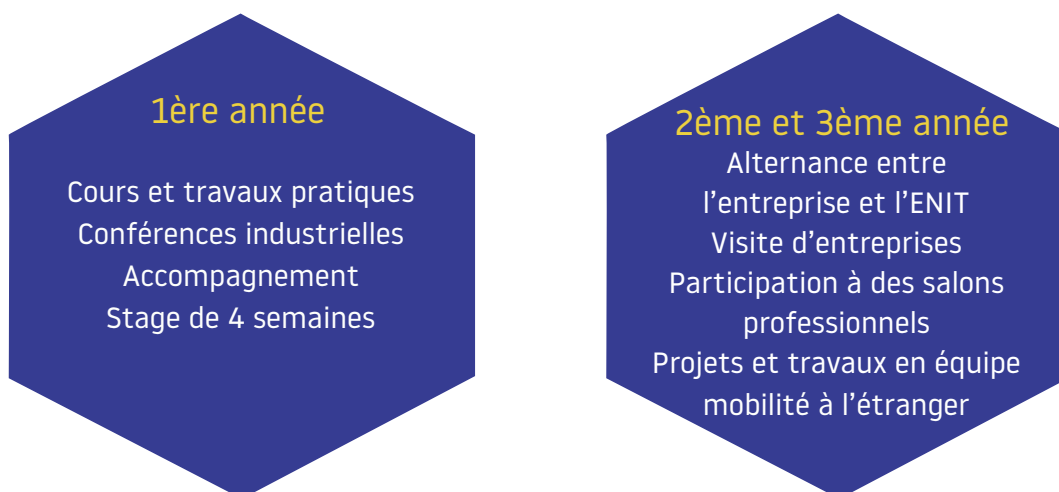 1ère année
Cours et travaux pratiques
Conférences industrielles
Accompagnement
Stage de 4 semaines
2ème et 3ème année
Alternance entre
l’entreprise et l’ENIT
Visite d’entreprises
Participation à des salons
professionnels
Projets et travaux en équipe
mobilité à l’étranger